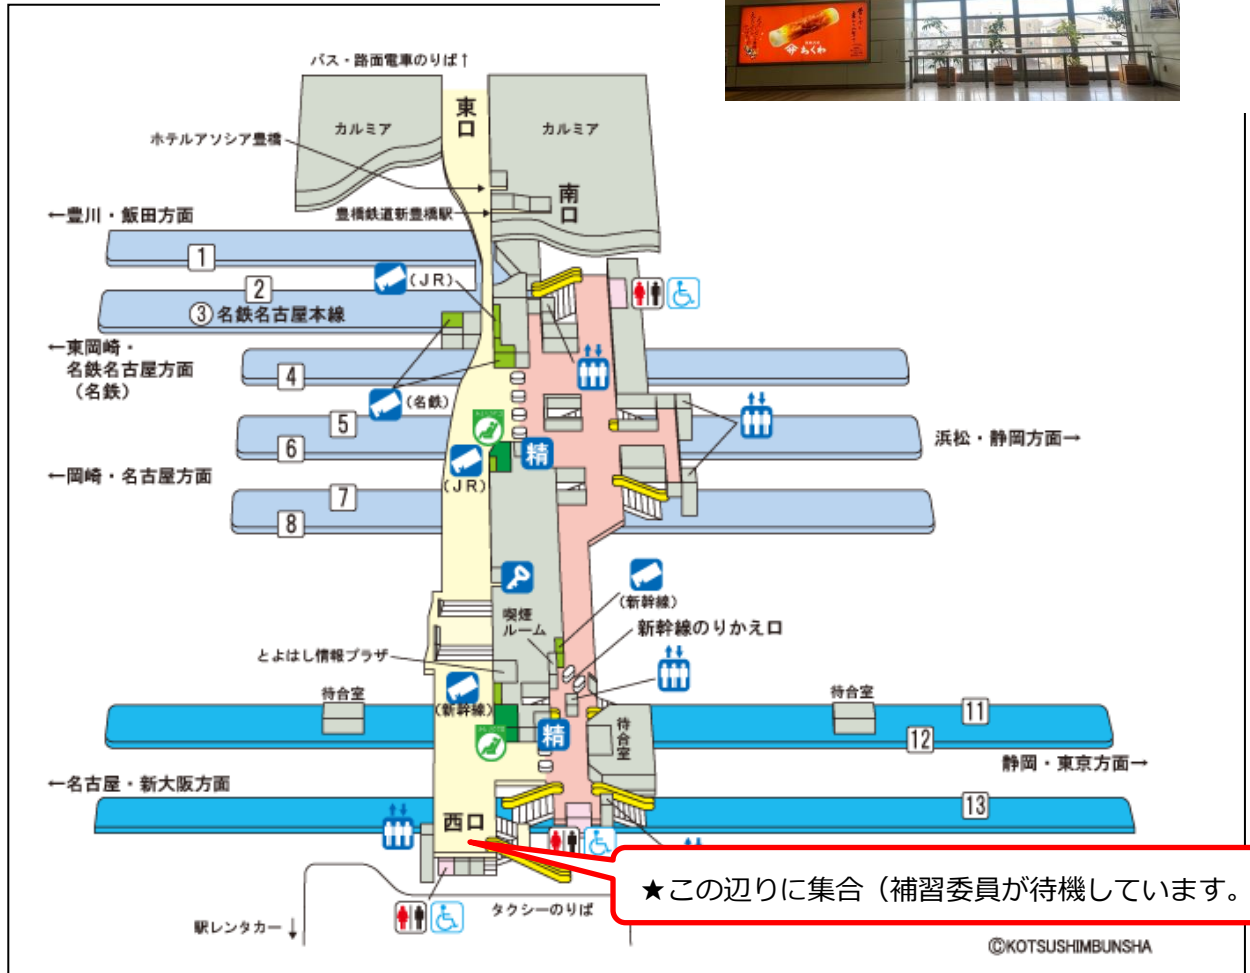 ちくわ
バス・路面電車のりば↑
東口
カルミア
カルミア
ホテルアソシア豊橋
南口
豊橋鉄道新豊橋駅
←豊川・飯田方面
1
(JR)
2
③名鉄名古屋本線
←東岡崎・
名鉄名古屋方面
(名鉄)
4
(名鉄)
5
6
浜松・静岡方面→
精
(JR)
←岡崎・名古屋方面
7
8
喫煙
ルーム
(新幹線)
新幹線のりかえ口
とよはし情報プラザ
待合室
(新幹線)
待合室
11
精
待合室
12
静岡・東京方面→
←名古屋・新大阪方面
13
西口
★この辺りに集合（補習委員が待機しています。
タクシーのりば
駅レンタカー↓
©KOTSUSHIMBUNSHA